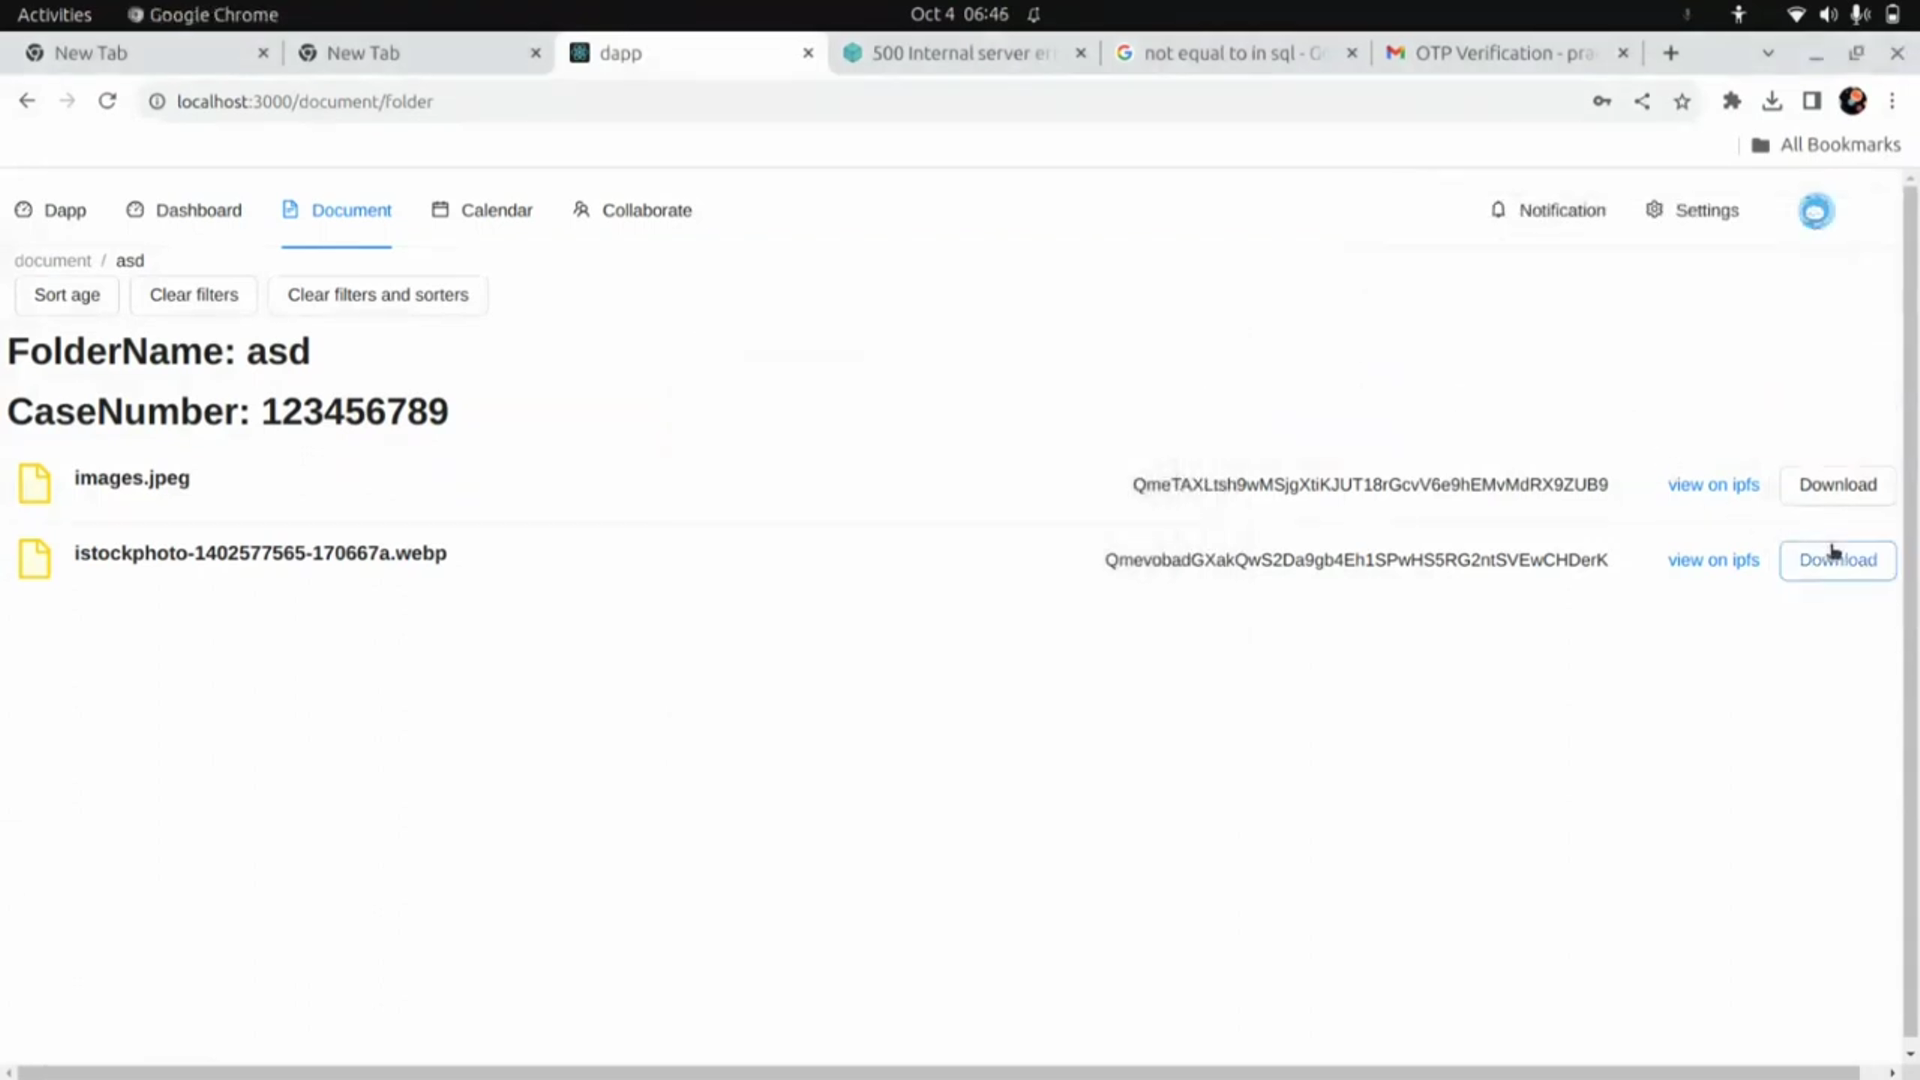 Activities Google Chrome Oct 4 06:46
New Tab New Tab dapp 500 Internal server er not equal to in sql - G OTP Verification - pra
localhost:3000/document/folder
All Bookmarks
Dapp Dashboard Document Calendar Collaborate Notification Settings
document / asd
Sort age Clear filters Clear filters and sorters
FolderName: asd
CaseNumber: 123456789
images.jpeg QmeTAXLtsh9wMSjgXtiKJUT18rGcvV6e9hEMvMdRX9ZUB9 view on ipfs Download
istockphoto-1402577565-170667a.webp QmevobadGXakQwS2Da9gb4Eh1SPwHS5RG2ntSVEwCHDerK view on ipfs Download